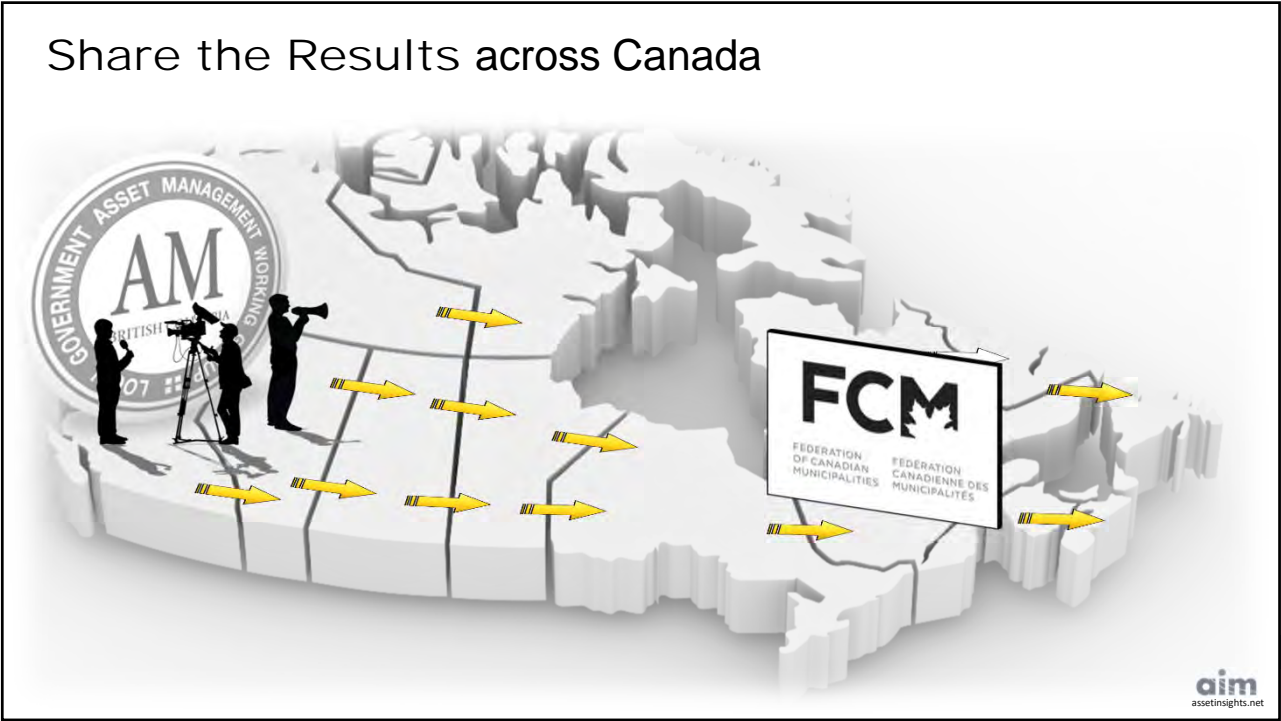 Share the Results across Canada
LOCAL GOVERNMENT ASSET MANAGEMENT WORKING
AM
BRITISH
FCM
FEDERATION
OF CANADIAN
MUNICIPALITIES
FÉDÉRATION
CANADIENNE DES
MUNICIPALITÉS
aim
assetinsights.net